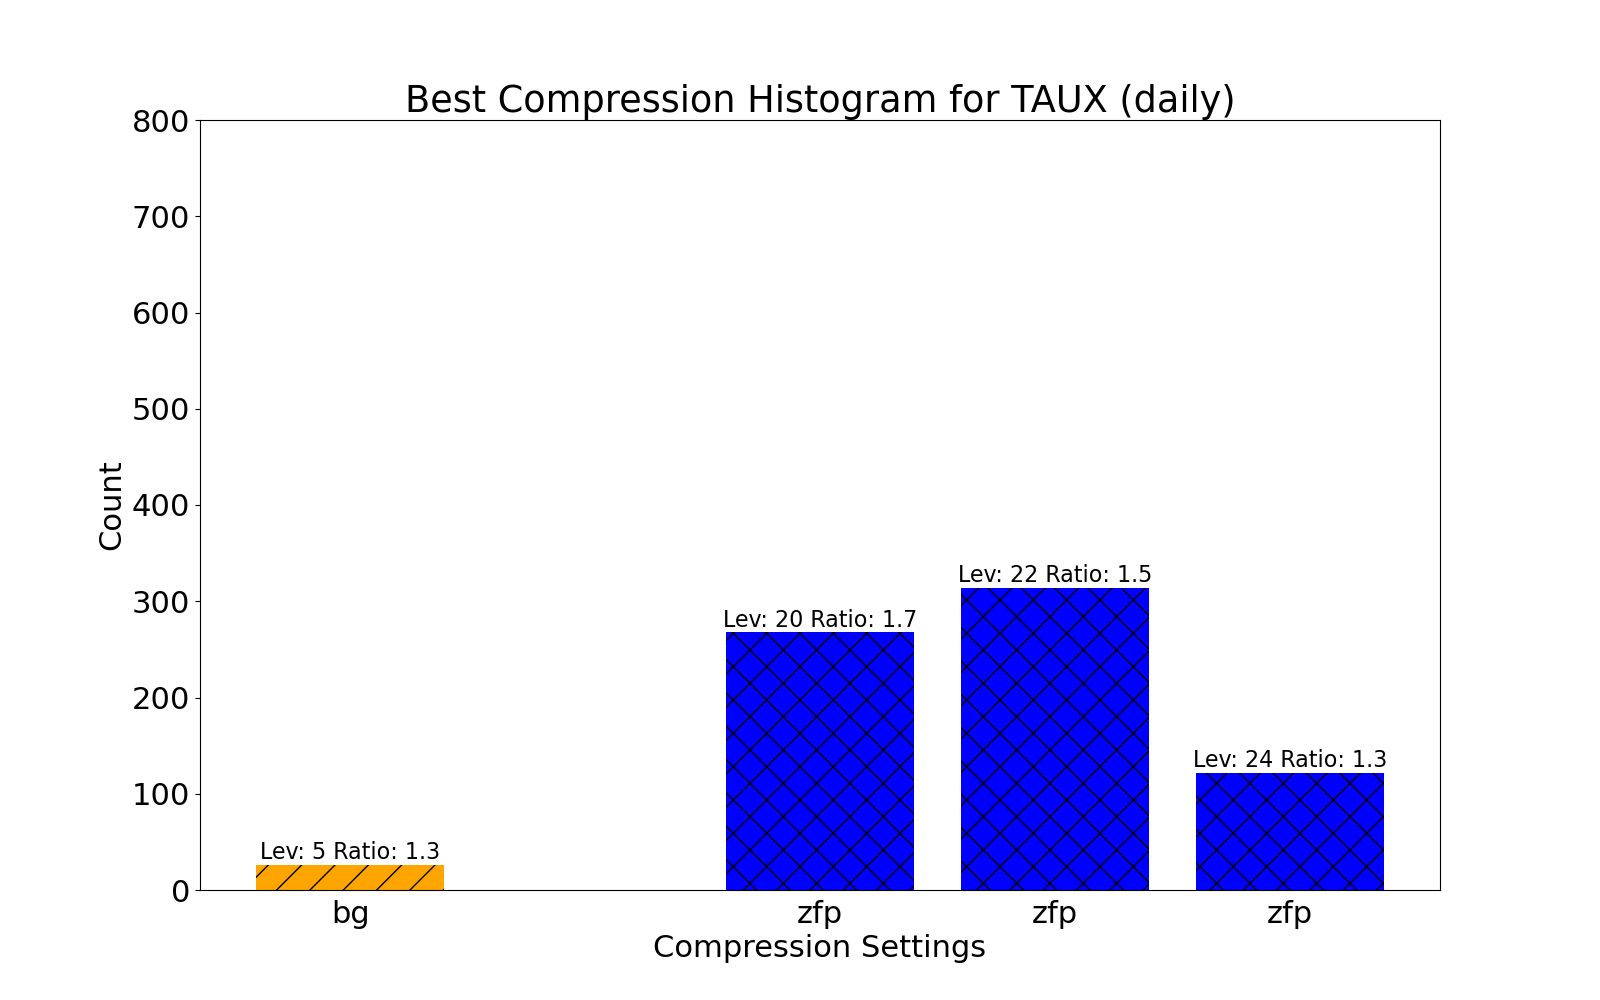 Best Compression Histogram for TAUX (daily)
800
700
600
500
400
300
200
100
0
Count
Lev: 5 Ratio: 1.3
Lev: 20 Ratio: 1.7
Lev: 22 Ratio: 1.5
Lev: 24 Ratio: 1.3
bg zfp zfp zfp
Compression Settings